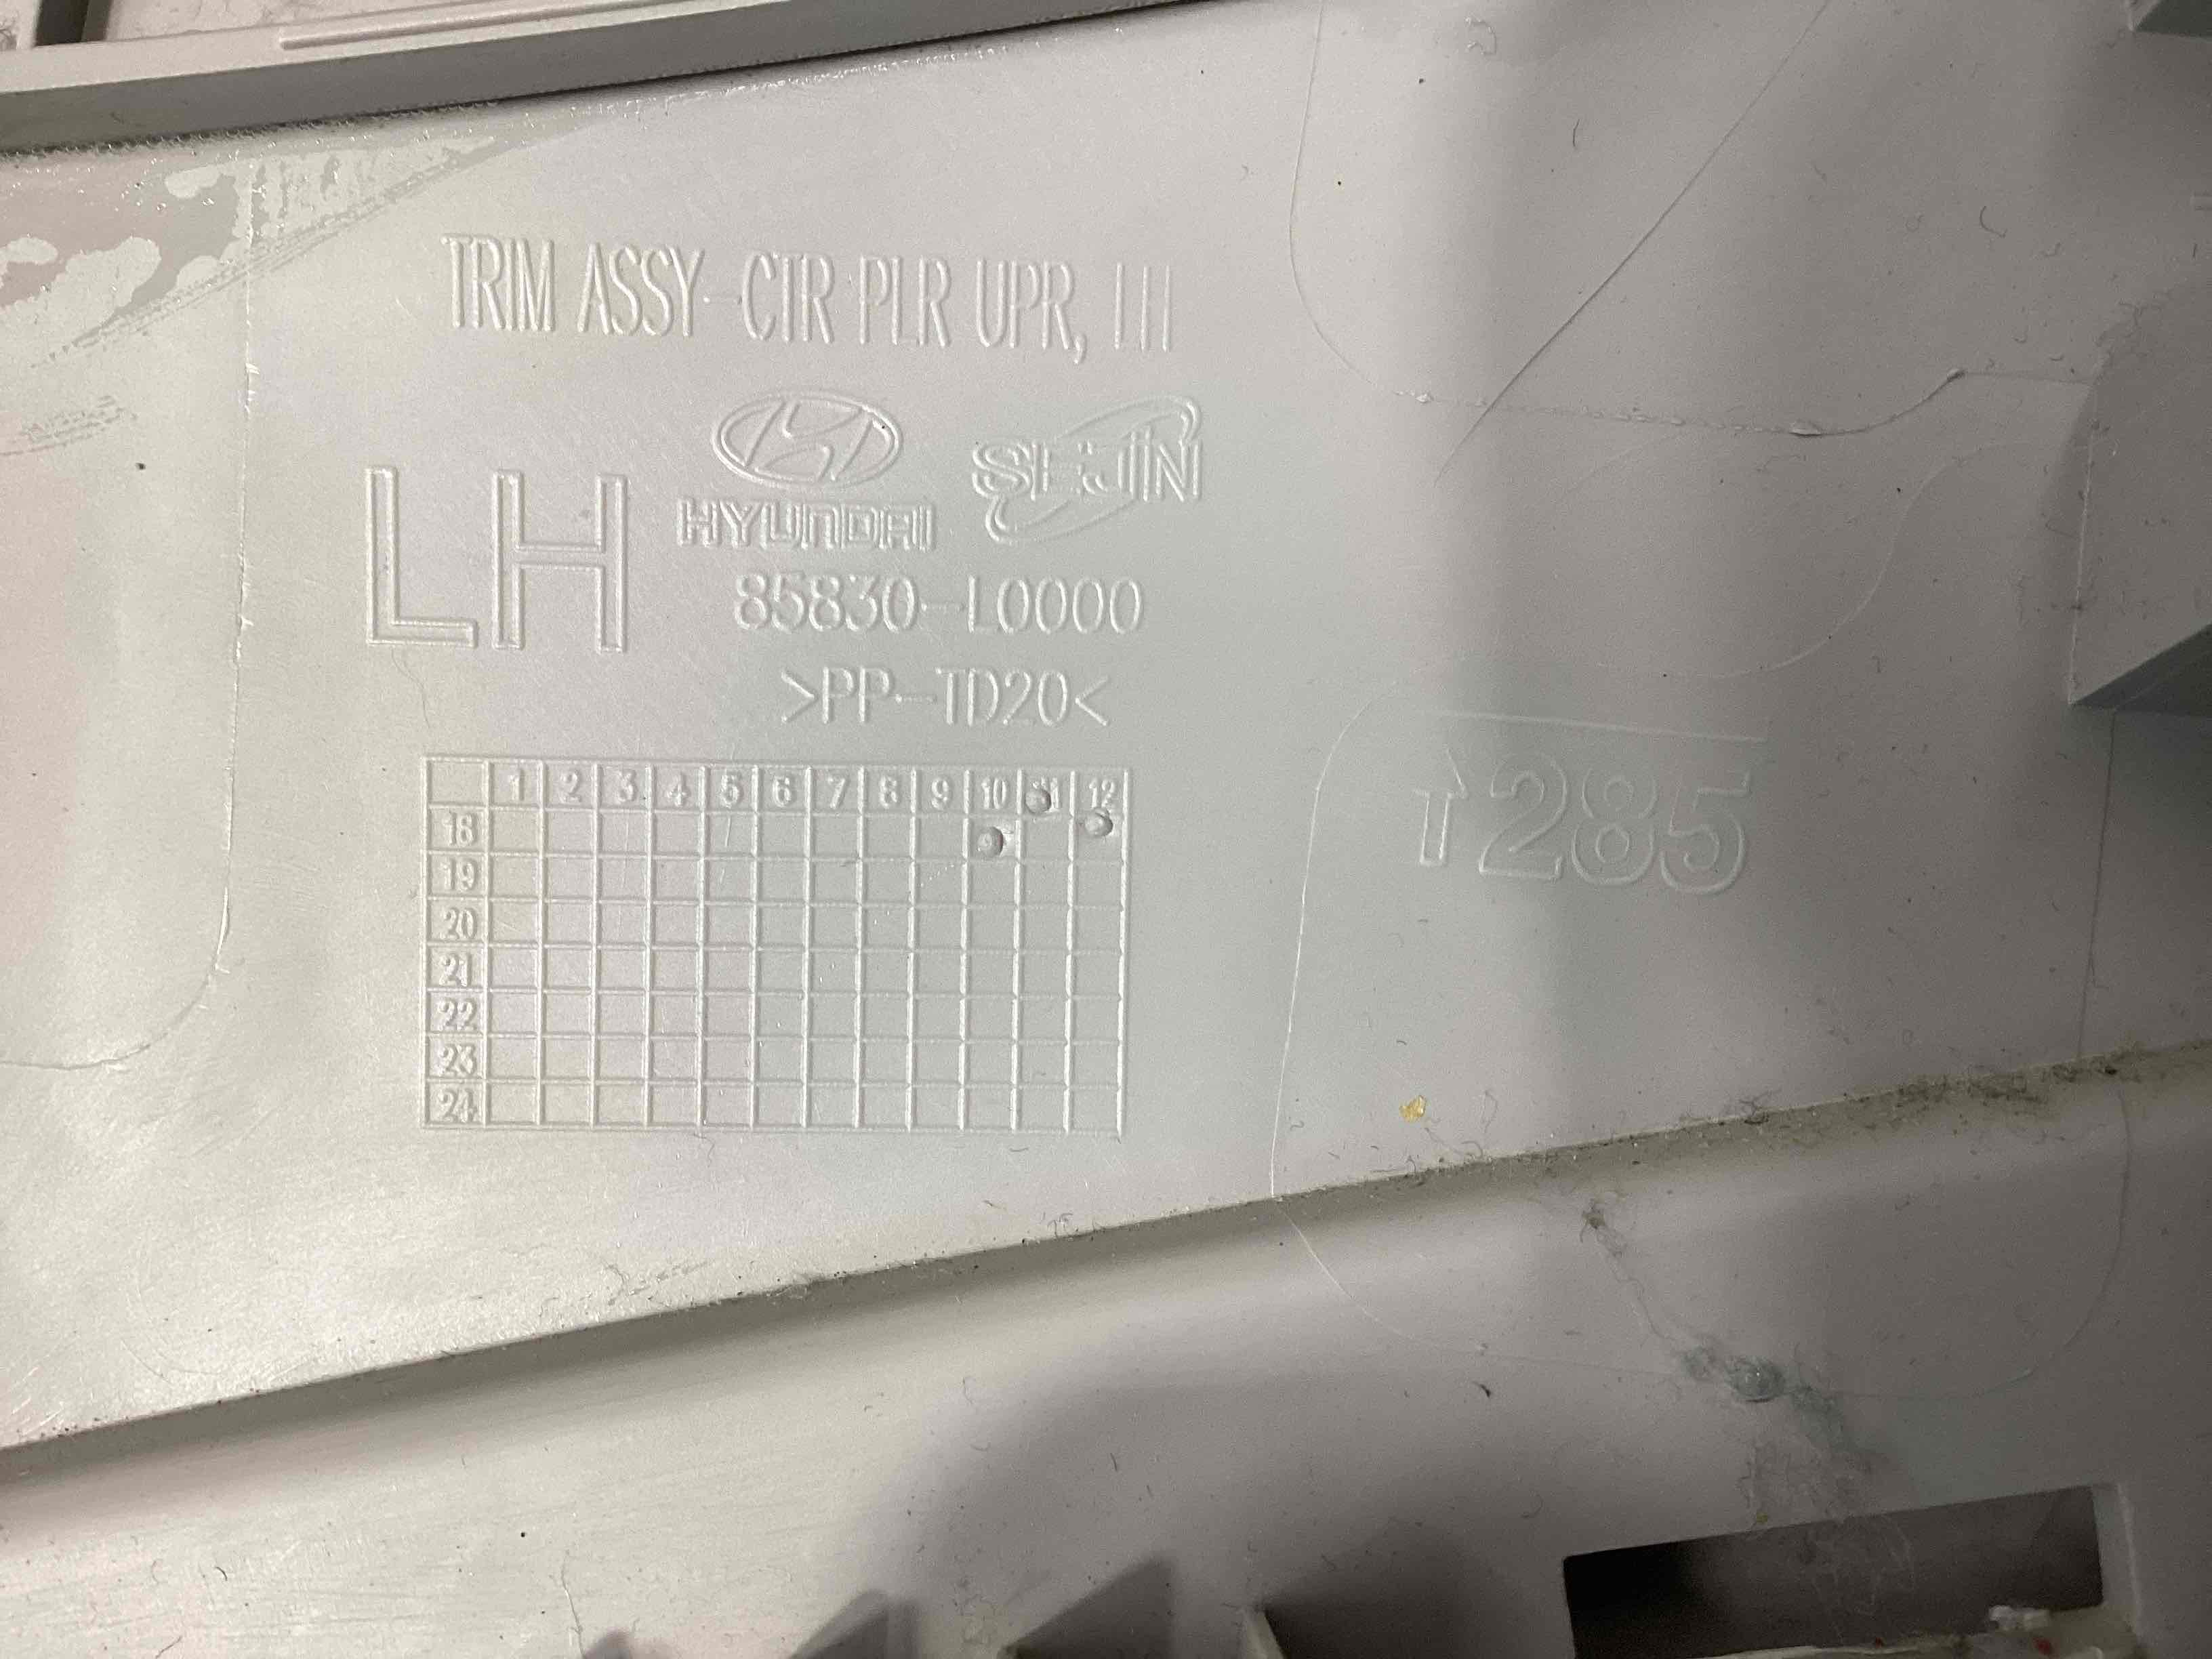 TRIM ASSY-CTR PLR UPR, LH
LH
HYUNDAI
SEJIN
85830-L0000
>PP-TD20<
1 2 3 4 5 6 7 8 9 10 11 12
18
19
20
21
22
23
24
T285